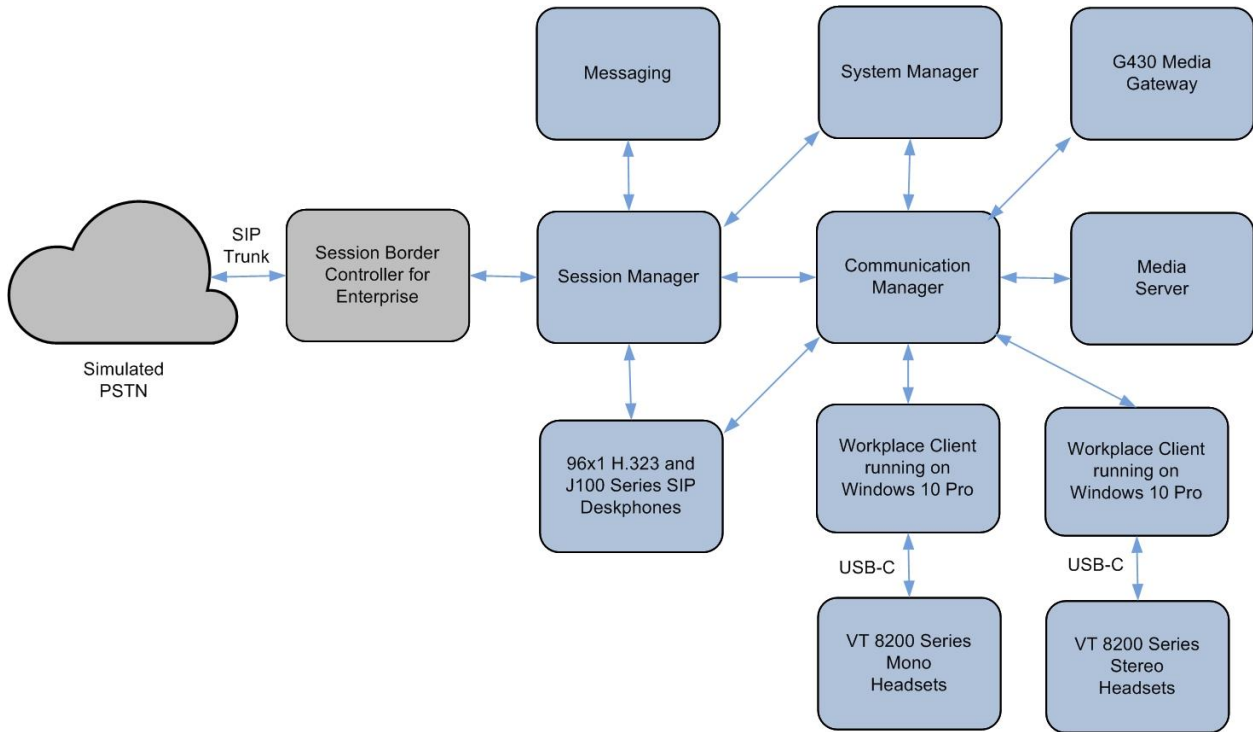 Messaging
System Manager
G430 Media
Gateway
SIP
Trunk
Session Border
Controller for
Enterprise
Session Manager
Communication
Manager
Media
Server
Simulated
PSTN
96x1 H.323 and
J100 Series SIP
Deskphones
Workplace Client
running on
Windows 10 Pro
Workplace Client
running on
Windows 10 Pro
USB-C
USB-C
VT 8200 Series
Mono
Headsets
VT 8200 Series
Stereo
Headsets